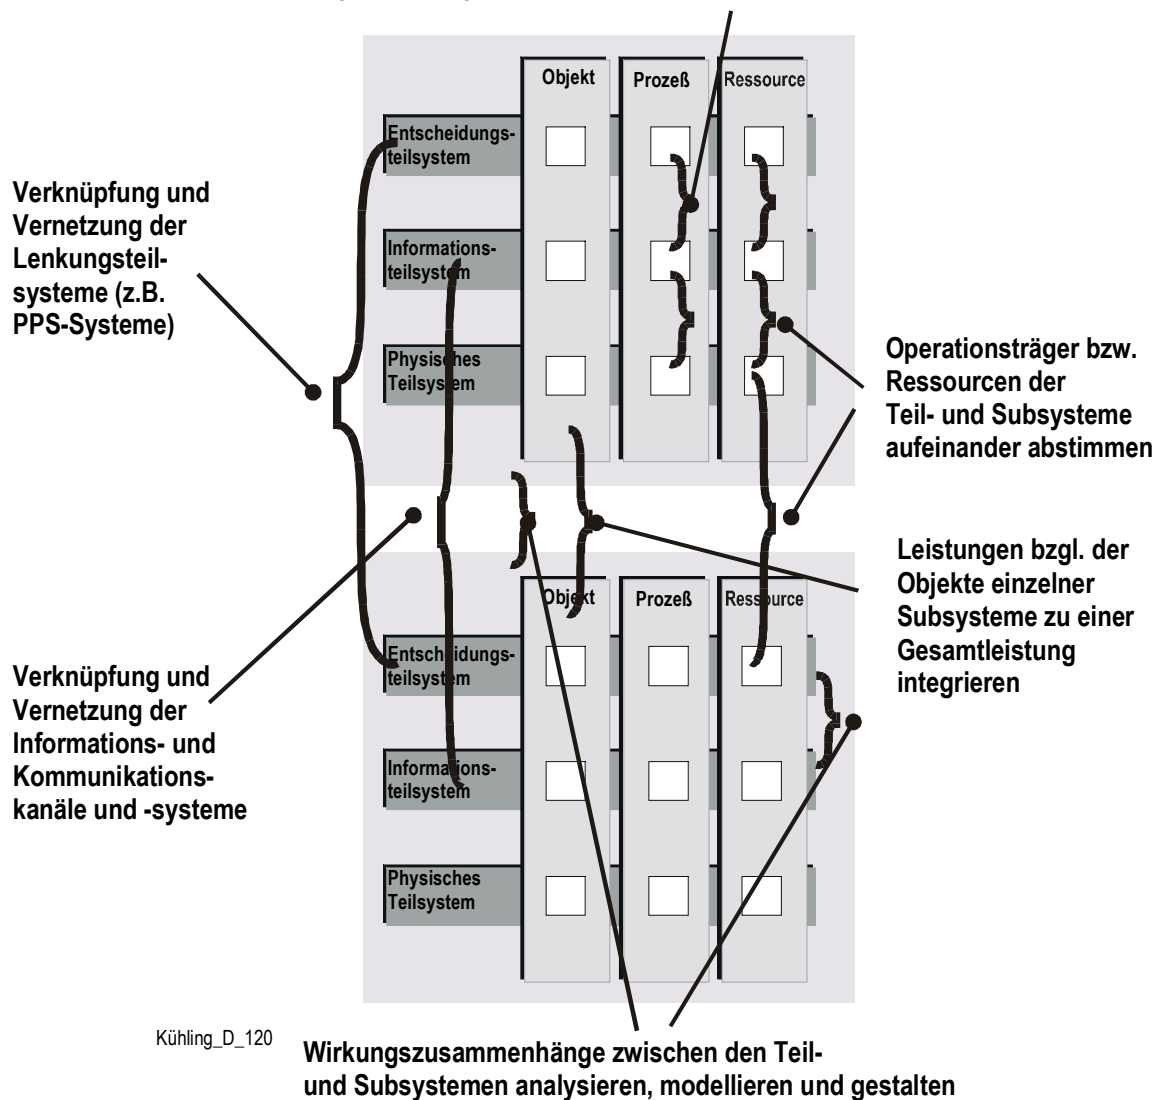 Objekt
Prozeß
Ressource
Entscheidungs-
teilsystem
Verknüpfung und
Vernetzung der
Lenkungsteil-
systeme (z.B.
PPS-Systeme)
Informations-
teilsystem
Physisches
Teilsystem
Operationsträger bzw.
Ressourcen der
Teil- und Subsysteme
aufeinander abstimmen
Leistungen bzgl. der
Objekte einzelner
Subsysteme zu einer
Gesamtleistung
integrieren
Objekt
Prozeß
Ressource
Entscheidungs-
teilsystem
Verknüpfung und
Vernetzung der
Informations- und
Kommunikations-
kanäle und -systeme
Informations-
teilsystem
Physisches
Teilsystem
Kühling_D_120
Wirkungszusammenhänge zwischen den Teil-
und Subsystemen analysieren, modellieren und gestalten